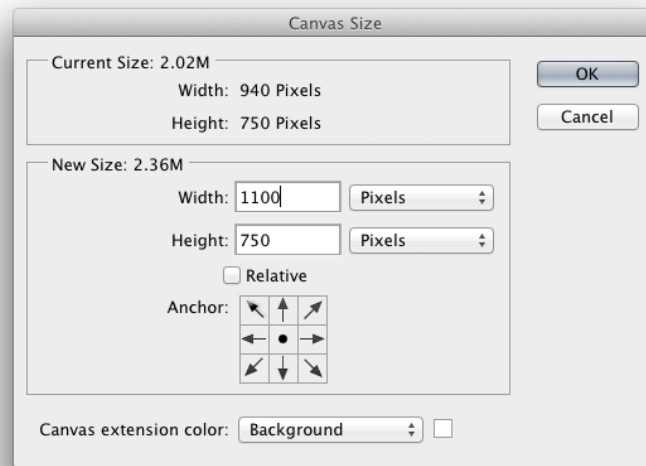 Canvas Size
Current Size: 2.02M
Width: 940 Pixels
Height: 750 Pixels
OK
Cancel
New Size: 2.36M
Width: 1100 Pixels
Height: 750 Pixels
Relative
Anchor:
Canvas extension color: Background